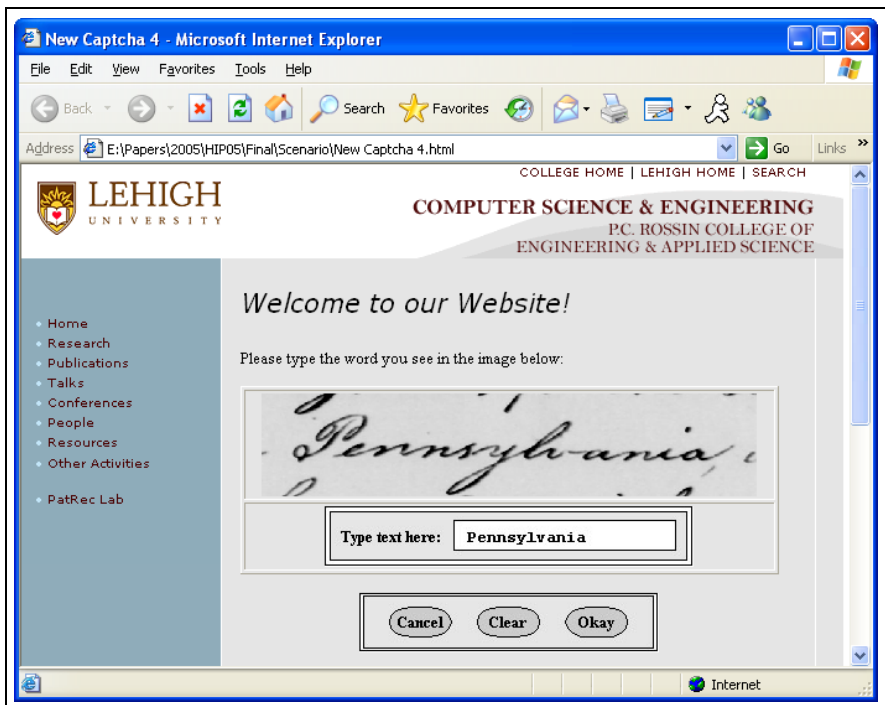 New Captcha 4 - Microsoft Internet Explorer
File Edit View Favorites Tools Help
Back Search Favorites
Address E:\Papers\2005\HIP05\Final\Scenario\New Captcha 4.html Go Links »
COLLEGE HOME | LEHIGH HOME | SEARCH
LEHIGH
UNIVERSITY
COMPUTER SCIENCE & ENGINEERING
P.C. ROSSIN COLLEGE OF
ENGINEERING & APPLIED SCIENCE
Home
Research
Publications
Talks
Conferences
People
Resources
Other Activities
PatRec Lab
Welcome to our Website!
Please type the word you see in the image below:
Pennsylvania,
Type text here: Pennsylvania
Cancel Clear Okay
Internet